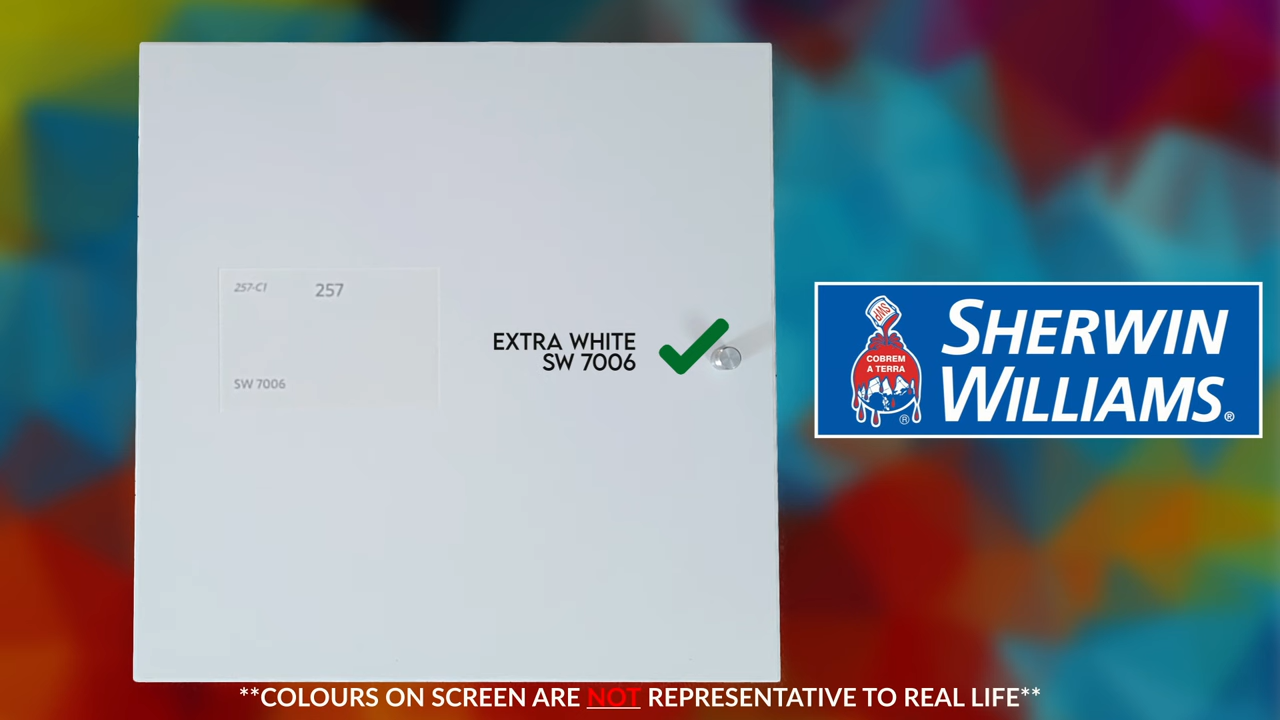 257-C1 257
SW 7006
EXTRA WHITE
SW 7006
SWP
COBREM
A TERRA
®
SHERWIN
WILLIAMS®
**COLOURS ON SCREEN ARE NOT REPRESENTATIVE TO REAL LIFE**